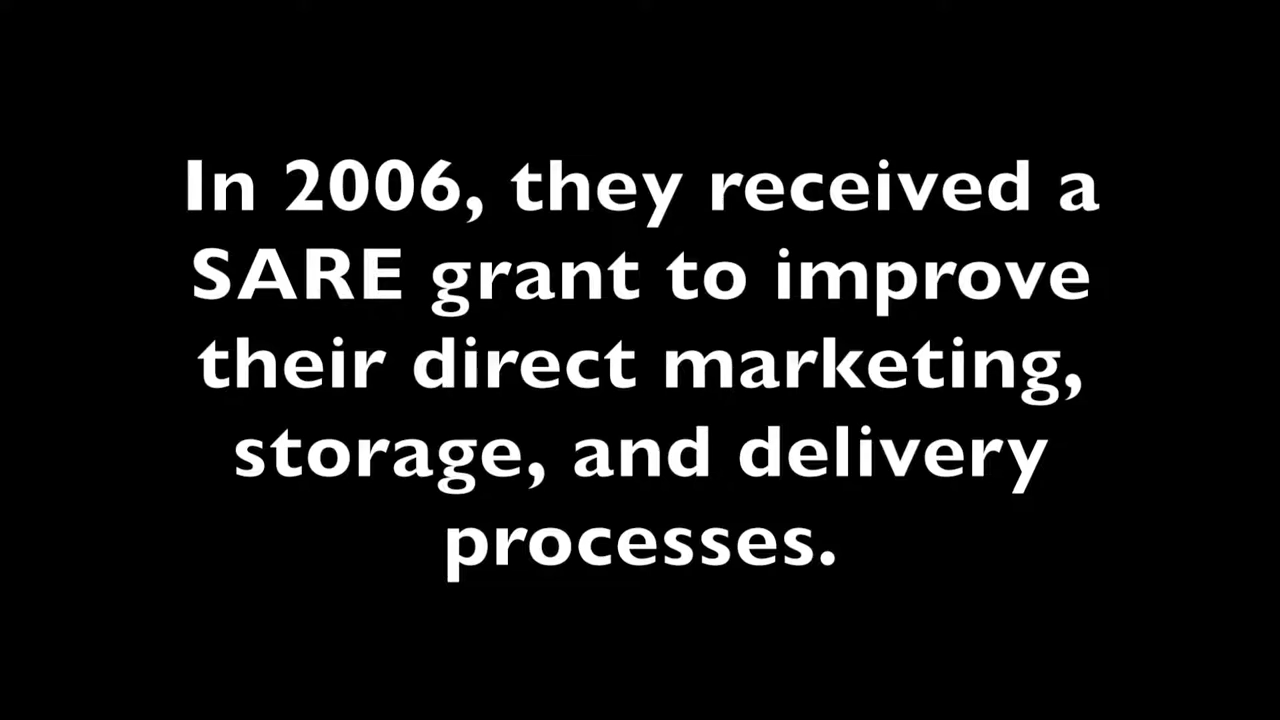 In 2006, they received a
SARE grant to improve
their direct marketing,
storage, and delivery
processes.